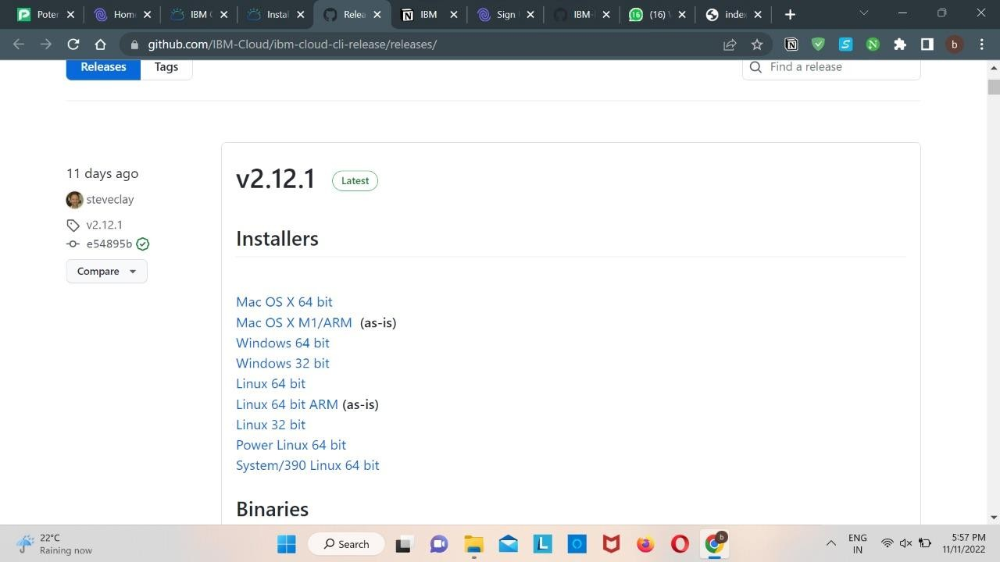 Poter
Home
IBM C
Instal
Relea
IBM
Sign
IBM-
(16) V
index
github.com/IBM-Cloud/ibm-cloud-cli-release/releases/
b
Releases
Tags
Find a release
11 days ago
steveclay
v2.12.1
e54895b
Compare
v2.12.1
Latest
Installers
Mac OS X 64 bit
Mac OS X M1/ARM (as-is)
Windows 64 bit
Windows 32 bit
Linux 64 bit
Linux 64 bit ARM (as-is)
Linux 32 bit
Power Linux 64 bit
System/390 Linux 64 bit
Binaries
22°C
Raining now
Search
ENG
IN
5:57 PM
11/11/2022